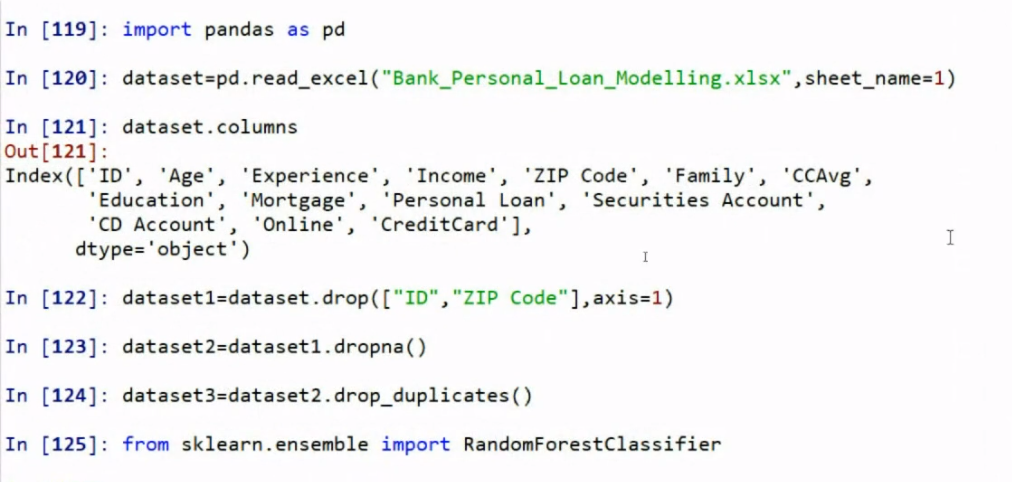 In [119]: import pandas as pd
In [120]: dataset=pd.read_excel("Bank_Personal_Loan_Modelling.xlsx",sheet_name=1)
In [121]: dataset.columns
Out[121]:
Index(['ID', 'Age', 'Experience', 'Income', 'ZIP Code', 'Family', 'CCAvg',
'Education', 'Mortgage', 'Personal Loan', 'Securities Account',
'CD Account', 'Online', 'CreditCard'],
dtype='object')
In [122]: dataset1=dataset.drop(["ID","ZIP Code"],axis=1)
In [123]: dataset2=dataset1.dropna()
In [124]: dataset3=dataset2.drop_duplicates()
In [125]: from sklearn.ensemble import RandomForestClassifier